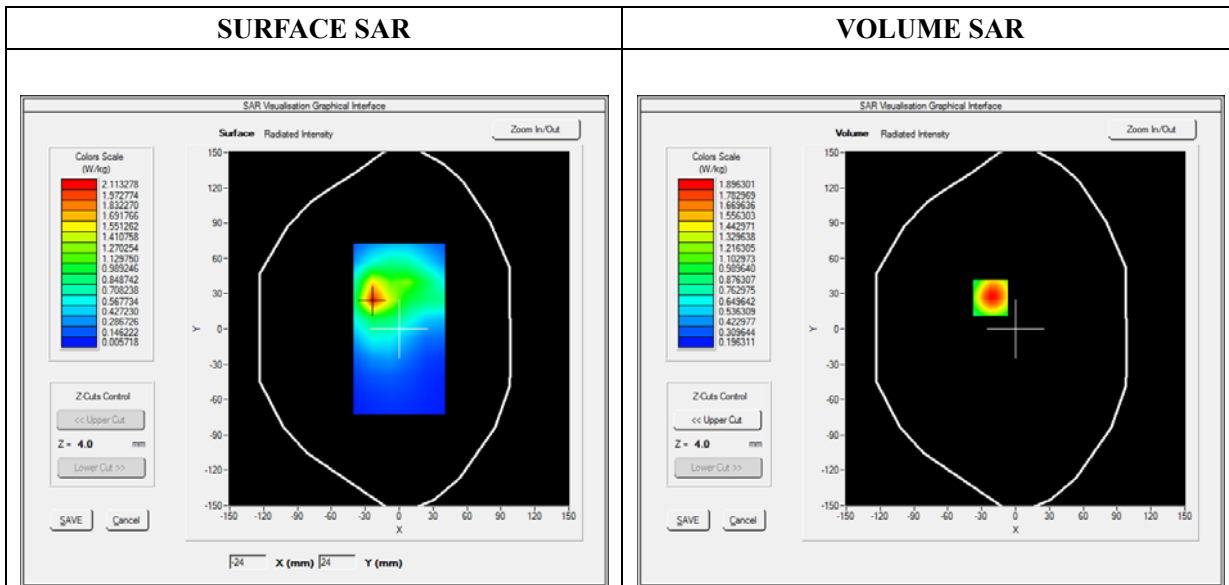 SURFACE SAR
VOLUME SAR
SAR Visualisation Graphical Interface
Surface Radiated Intensity
Zoom In/Out
Colors Scale
(W/kg)
2.113278
1.972774
1.832270
1.691766
1.551262
1.410758
1.270254
1.129750
0.989246
0.848742
0.708238
0.567734
0.427230
0.286726
0.146222
0.005718
Z-Cuts Control
<< Upper Cut
Z = 4.0 mm
Lower Cut >>
SAVE Cancel
150
120
90
60
30
0
-30
-60
-90
-120
-150
Y
-150 -120 -90 -60 -30 0 30 60 90 120 150
X
-24 X (mm) 24 Y (mm)
SAR Visualisation Graphical Interface
Volume Radiated Intensity
Zoom In/Out
Colors Scale
(W/kg)
1.896301
1.782969
1.669636
1.556303
1.442971
1.329638
1.216305
1.102973
0.989640
0.876307
0.762975
0.649642
0.536309
0.422977
0.309644
0.196311
Z-Cuts Control
<< Upper Cut
Z = 4.0 mm
Lower Cut >>
SAVE Cancel
150
120
90
60
30
0
-30
-60
-90
-120
-150
Y
-150 -120 -90 -60 -30 0 30 60 90 120 150
X